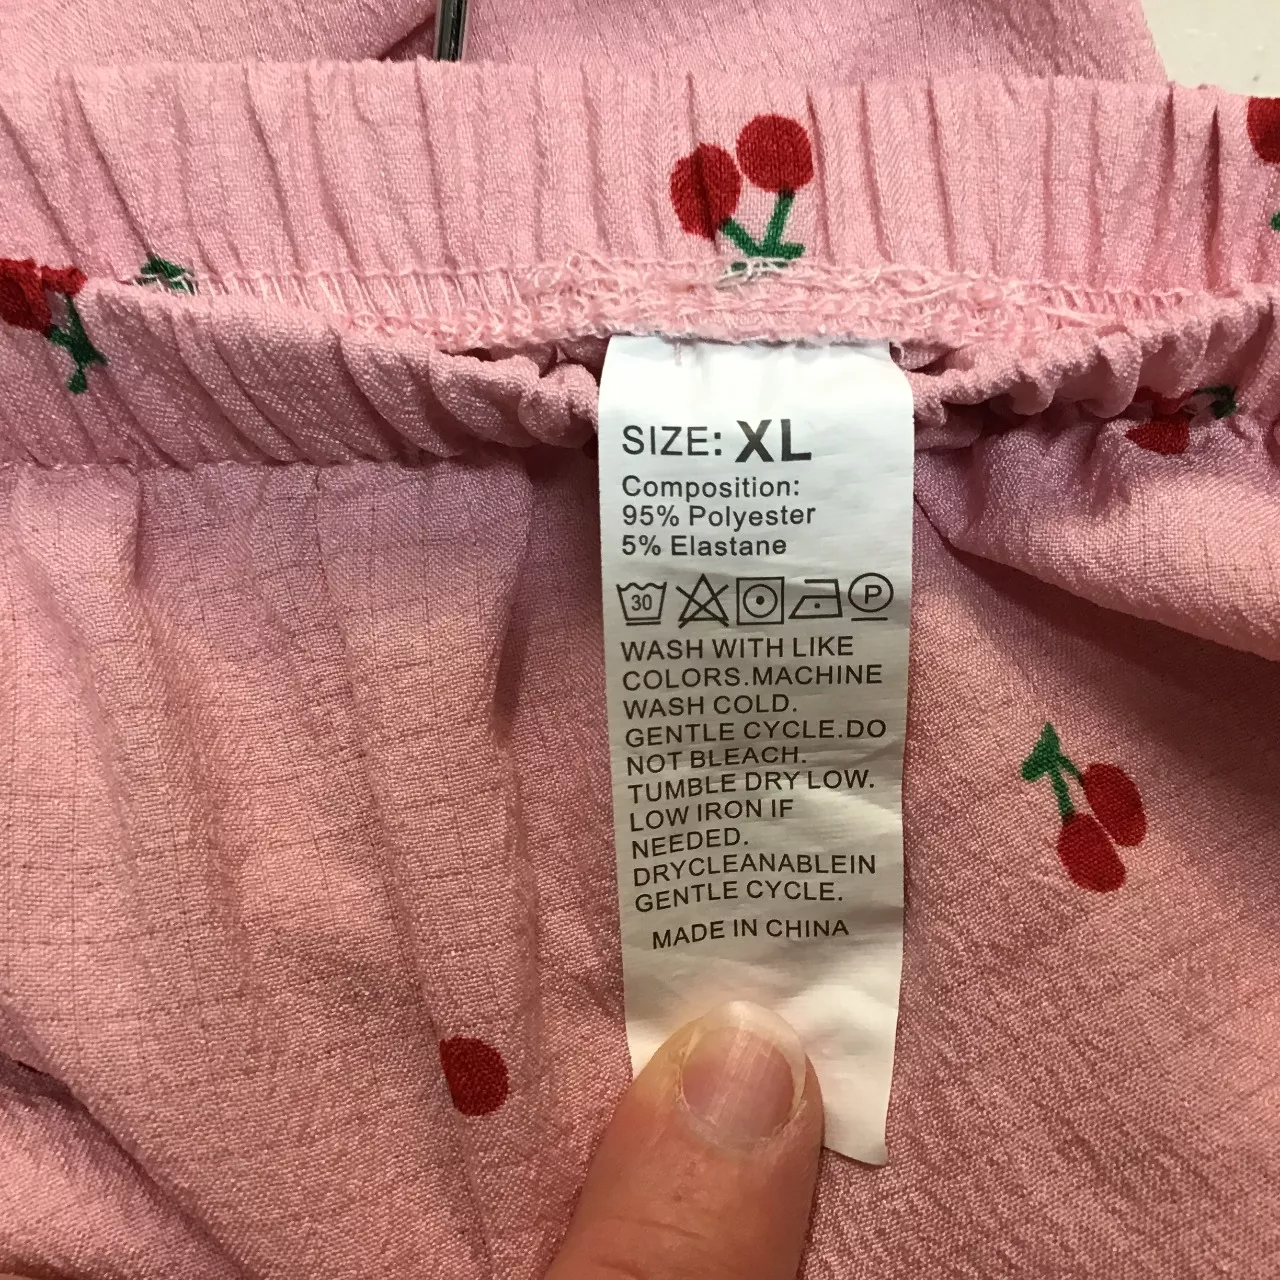 SIZE: XL
Composition:
95% Polyester
5% Elastane
30 P
WASH WITH LIKE
COLORS.MACHINE
WASH COLD.
GENTLE CYCLE.DO
NOT BLEACH.
TUMBLE DRY LOW.
LOW IRON IF
NEEDED.
DRYCLEANABLEIN
GENTLE CYCLE.
MADE IN CHINA